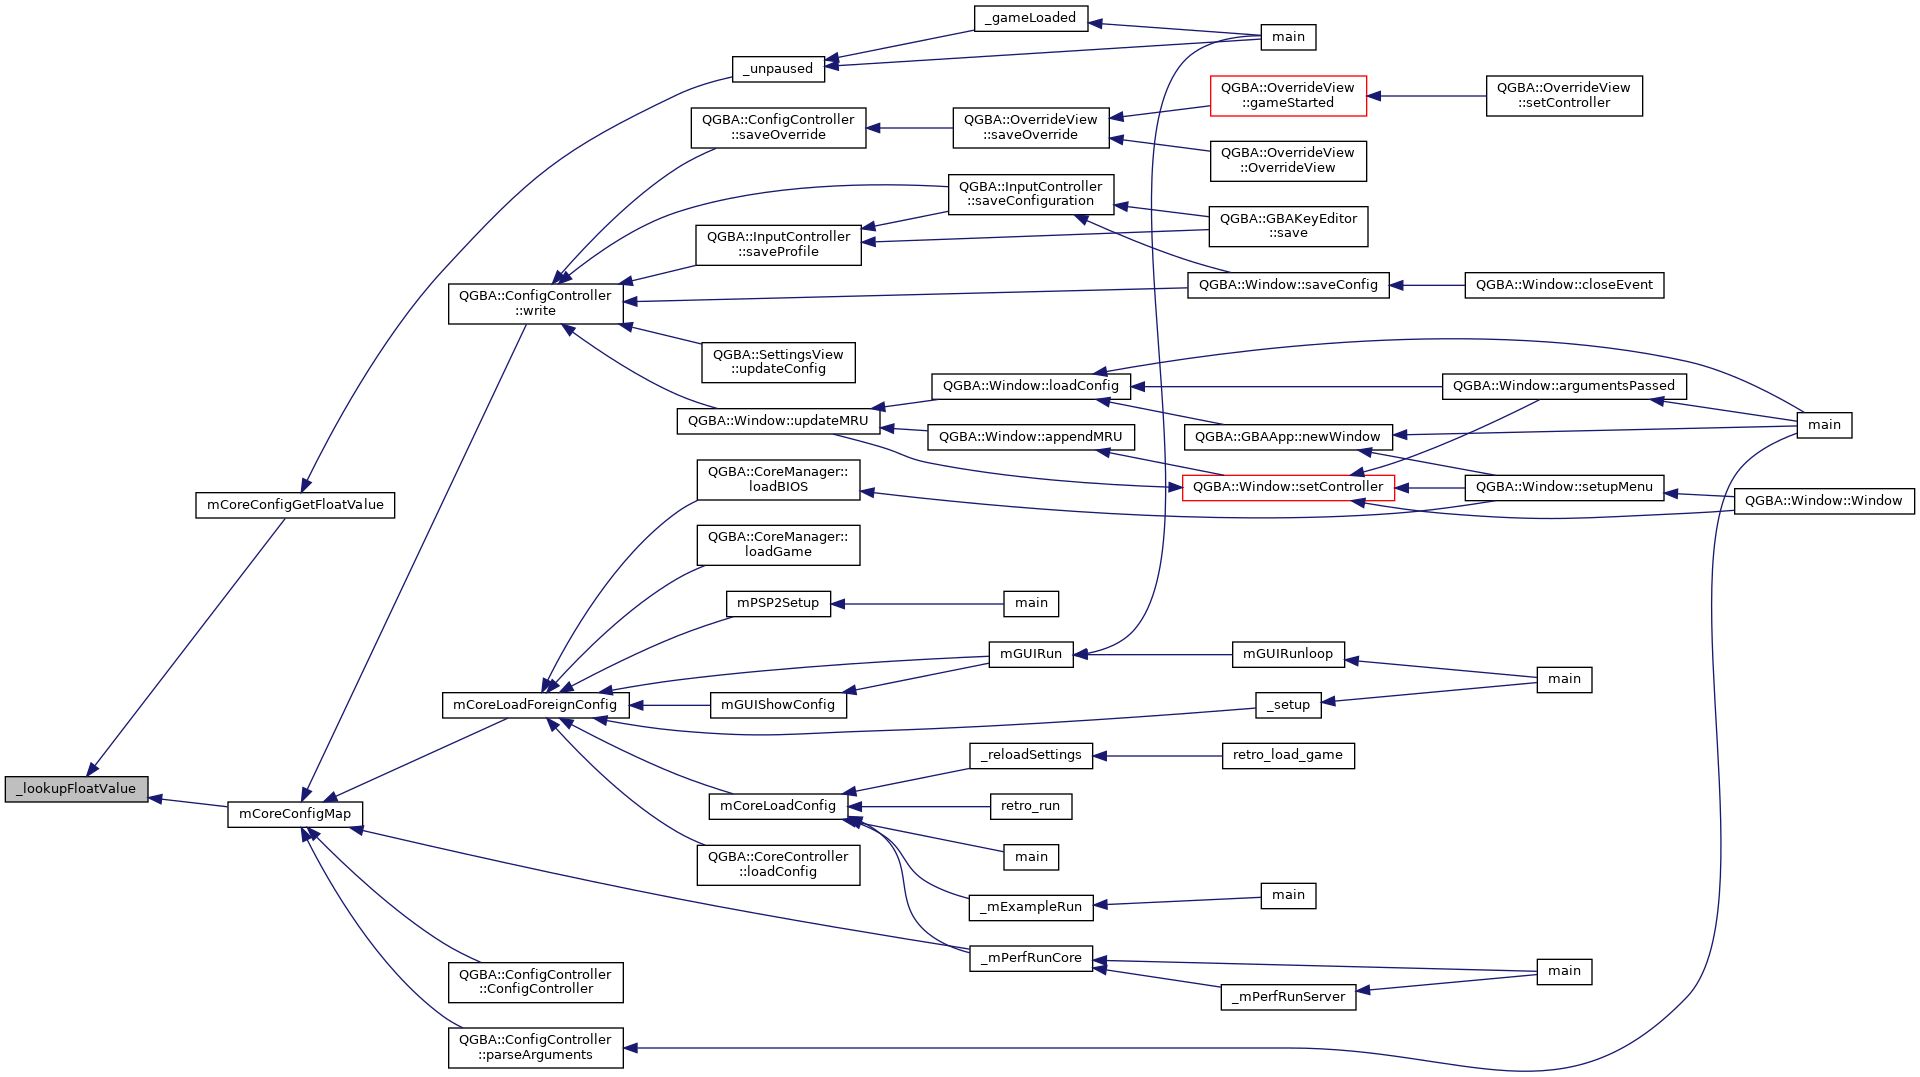 _gameLoaded
main
_unpaused
QGBA::OverrideView
::gameStarted
QGBA::OverrideView
::setController
QGBA::ConfigController
::saveOverride
QGBA::OverrideView
::saveOverride
QGBA::OverrideView
::OverrideView
QGBA::InputController
::saveConfiguration
QGBA::GBAKeyEditor
::save
QGBA::InputController
::saveProfile
QGBA::Window::saveConfig
QGBA::Window::closeEvent
QGBA::ConfigController
::write
QGBA::SettingsView
::updateConfig
QGBA::Window::loadConfig
QGBA::Window::argumentsPassed
QGBA::Window::updateMRU
QGBA::Window::appendMRU
QGBA::GBAApp::newWindow
main
QGBA::CoreManager::
loadBIOS
QGBA::Window::setController
QGBA::Window::setupMenu
QGBA::Window::Window
mCoreConfigGetFloatValue
QGBA::CoreManager::
loadGame
mPSP2Setup
main
mGUIRun
mGUIRunloop
main
mCoreLoadForeignConfig
mGUIShowConfig
_setup
_reloadSettings
retro_load_game
_lookupFloatValue
mCoreConfigMap
mCoreLoadConfig
retro_run
main
QGBA::CoreController
::loadConfig
_mExampleRun
main
_mPerfRunCore
main
_mPerfRunServer
QGBA::ConfigController
::ConfigController
QGBA::ConfigController
::parseArguments